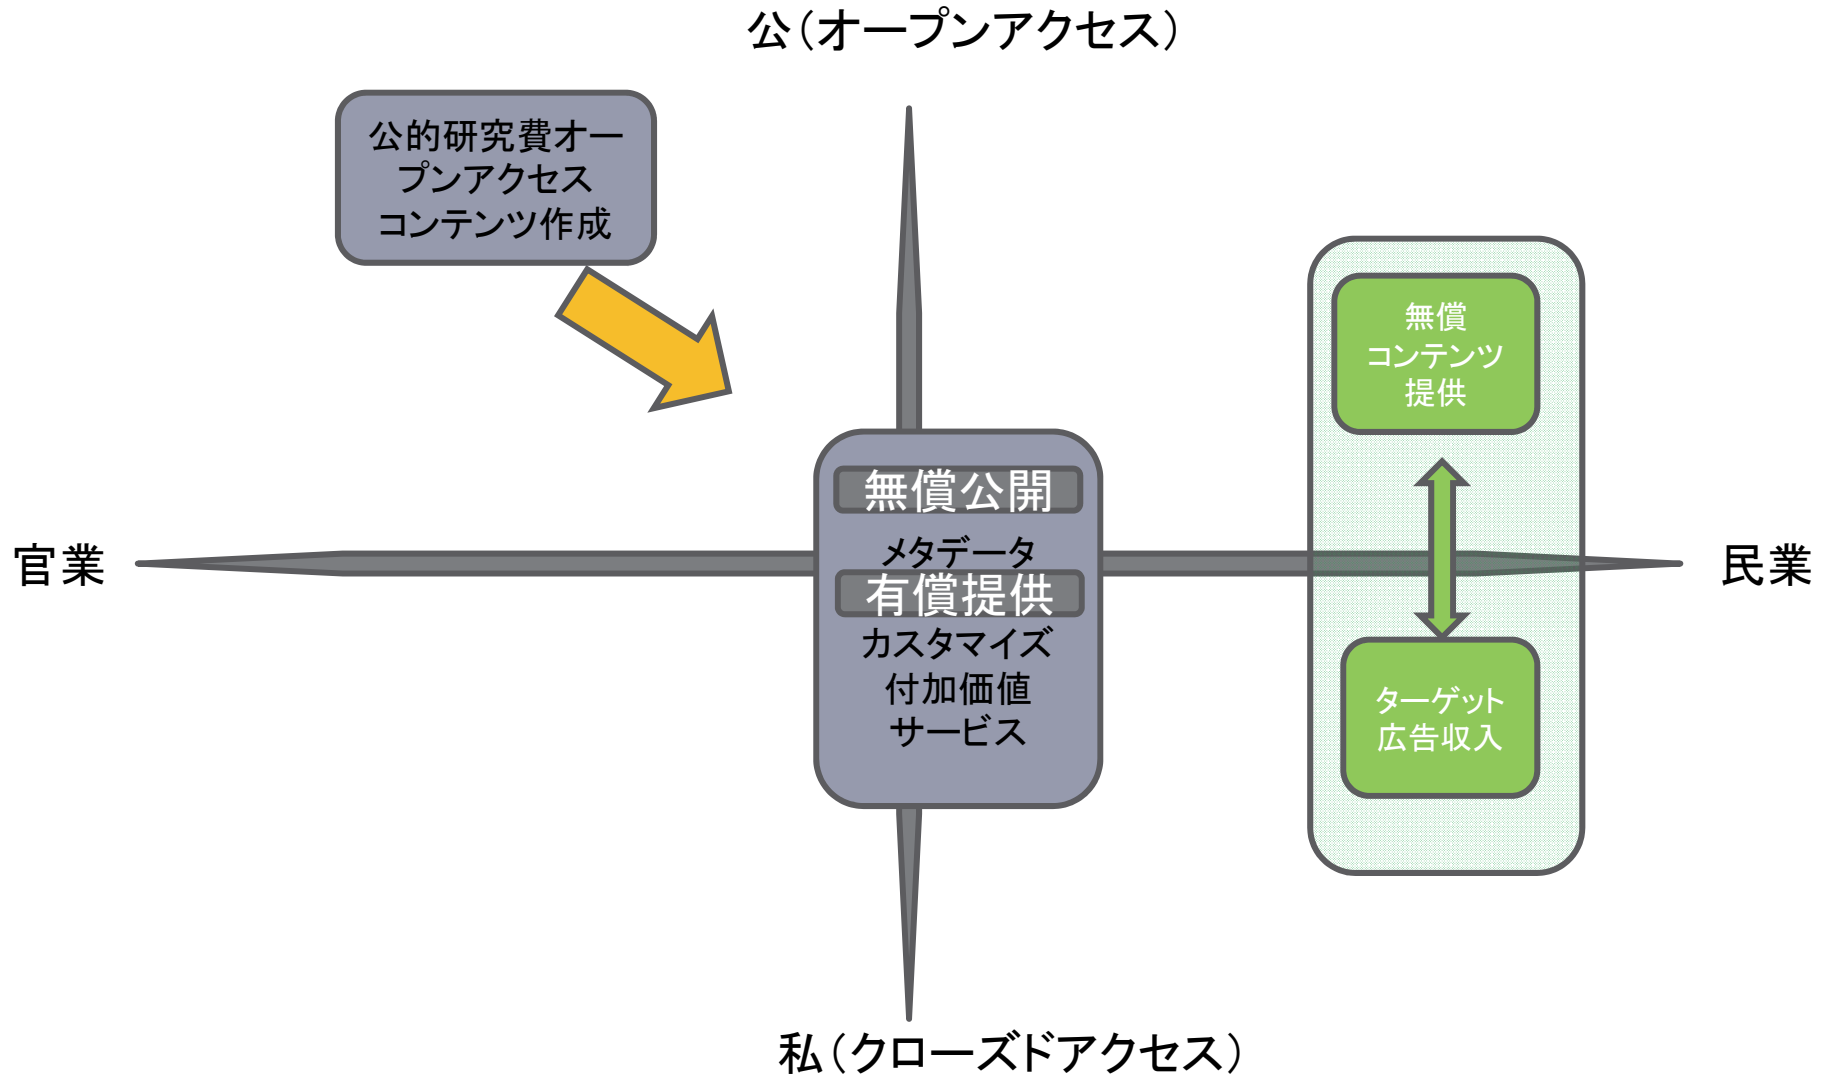 公（オープンアクセス）
公的研究費オー
プンアクセス
コンテンツ作成
無償
コンテンツ
提供
無償公開
メタデータ
有償提供
カスタマイズ
付加価値
サービス
官業
民業
ターゲット
広告収入
私（クローズドアクセス）